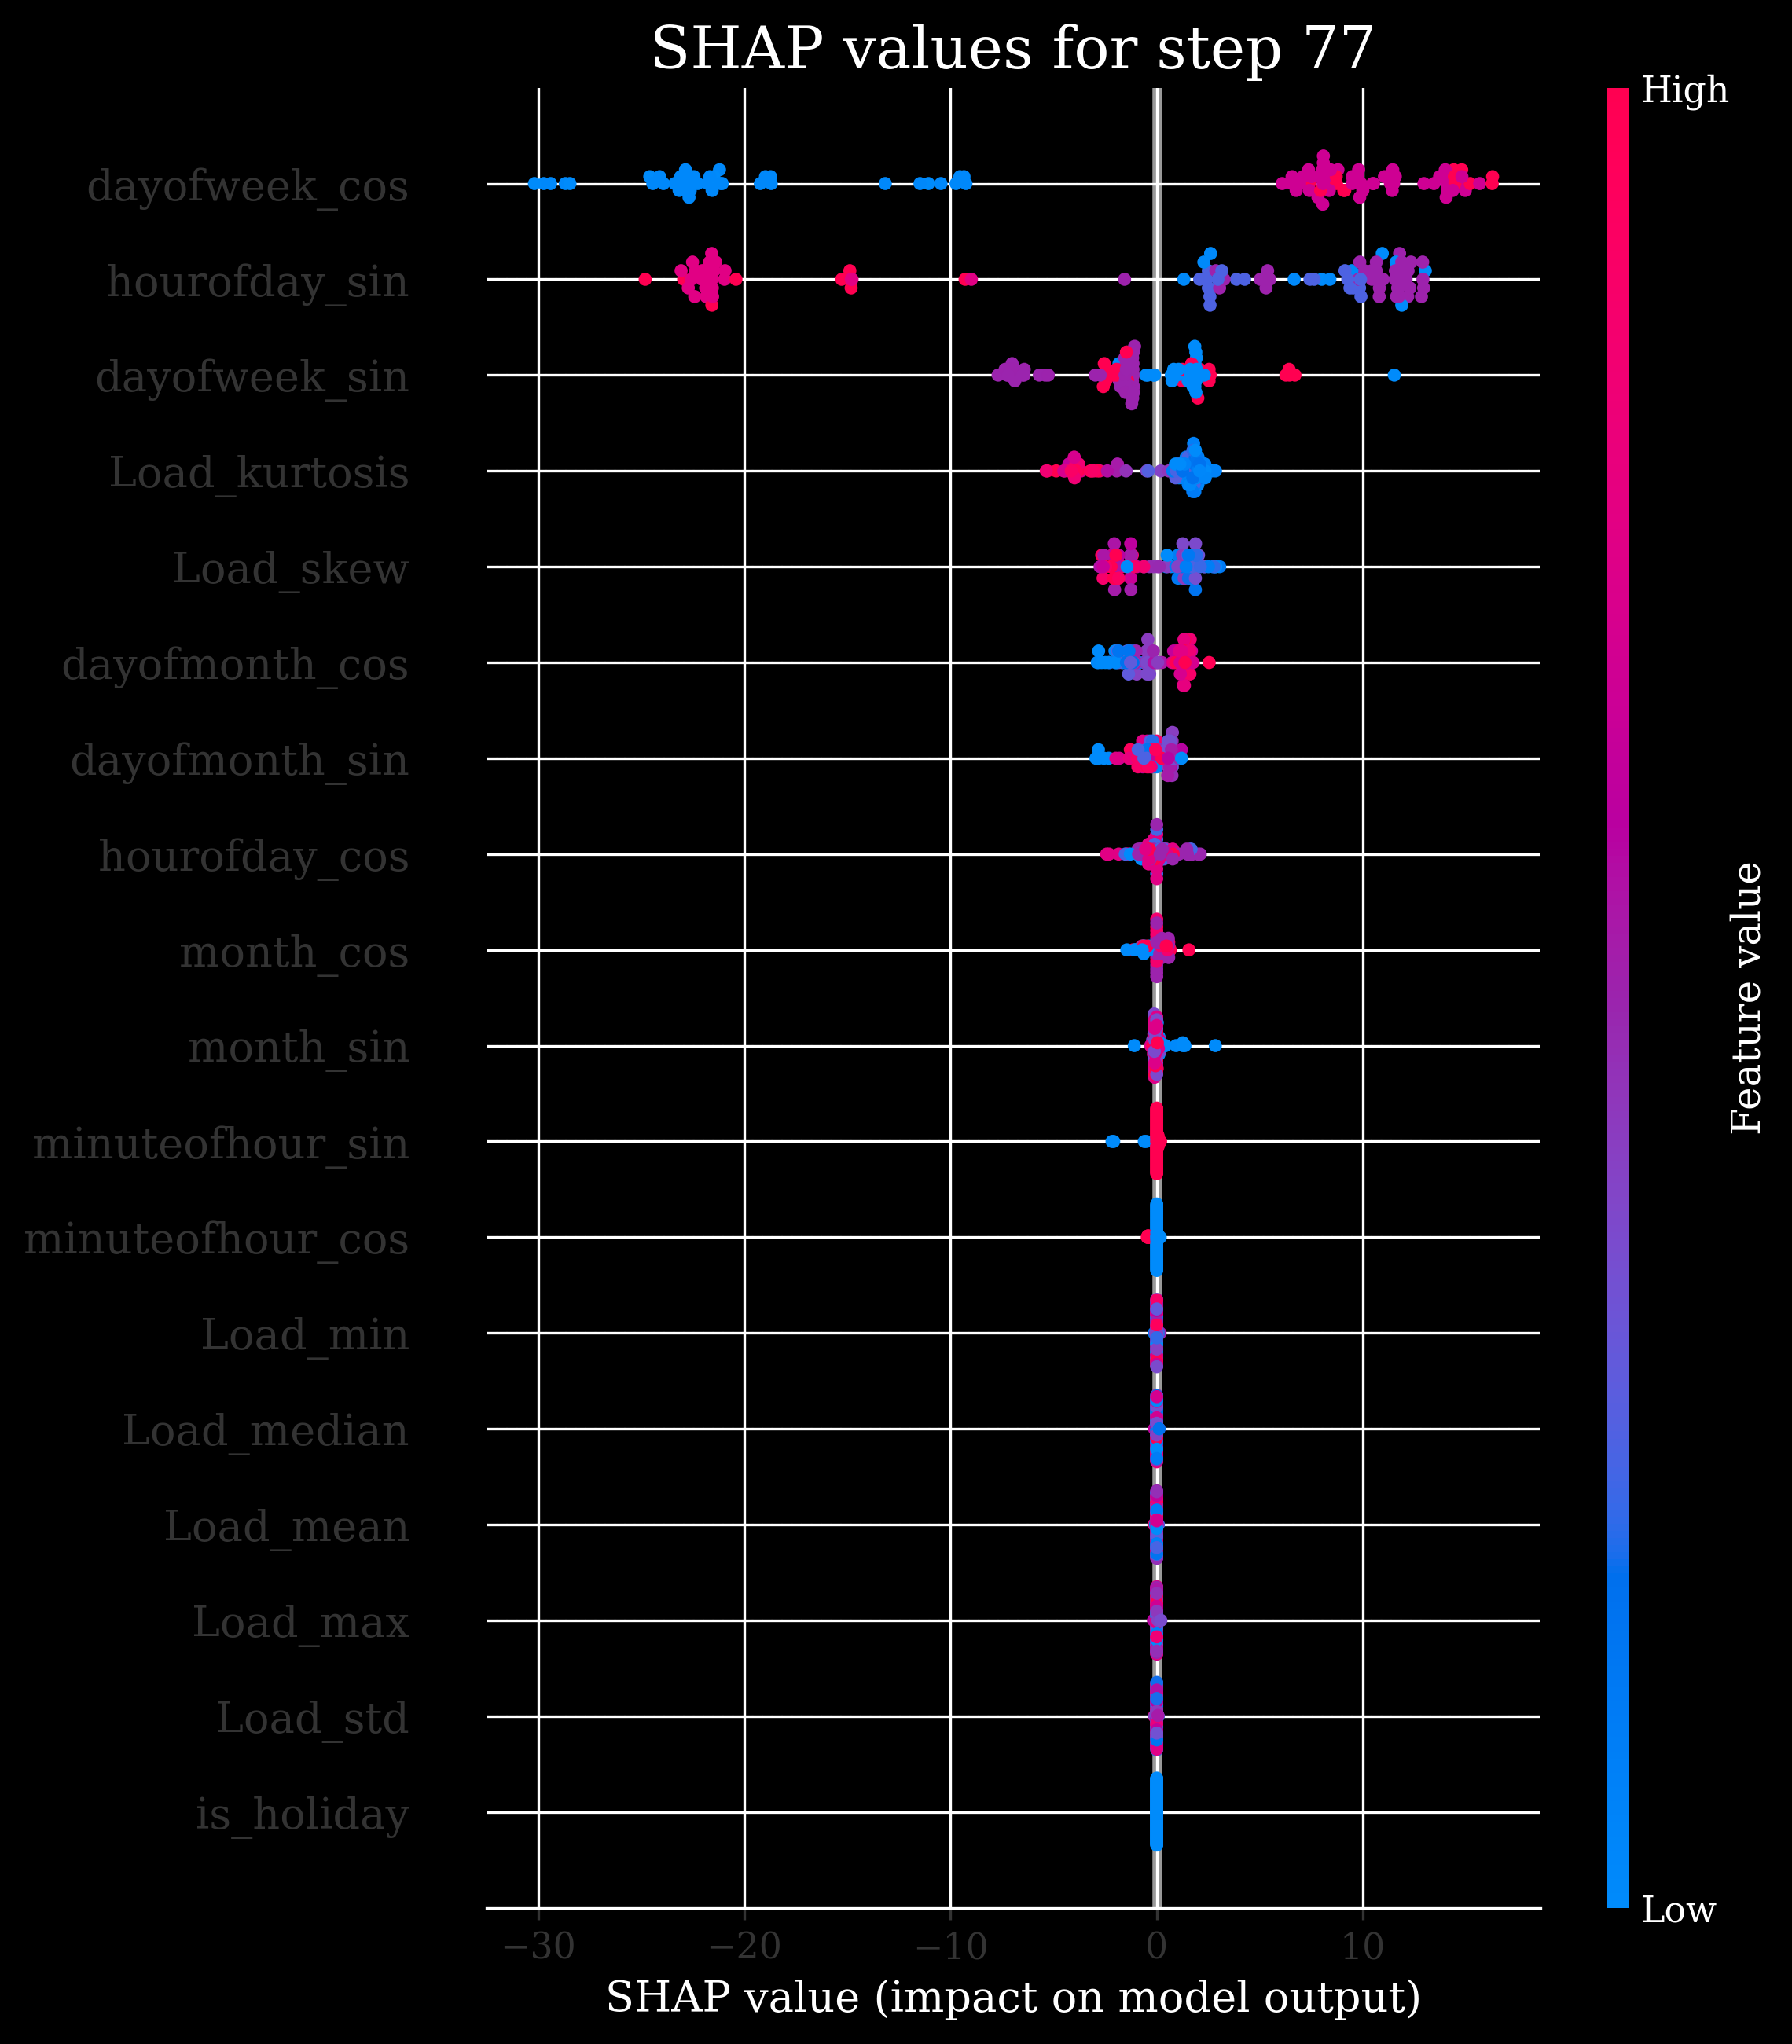 SHAP values for step 77
High
dayofweek_cos
hourofday_sin
dayofweek_sin
Load_kurtosis
Load_skew
dayofmonth_cos
dayofmonth_sin
hourofday_cos
month_cos
month_sin
minuteofhour_sin
minuteofhour_cos
Load_min
Load_median
Load_mean
Load_max
Load_std
is_holiday
Feature value
Low
−30 −20 −10 0 10
SHAP value (impact on model output)